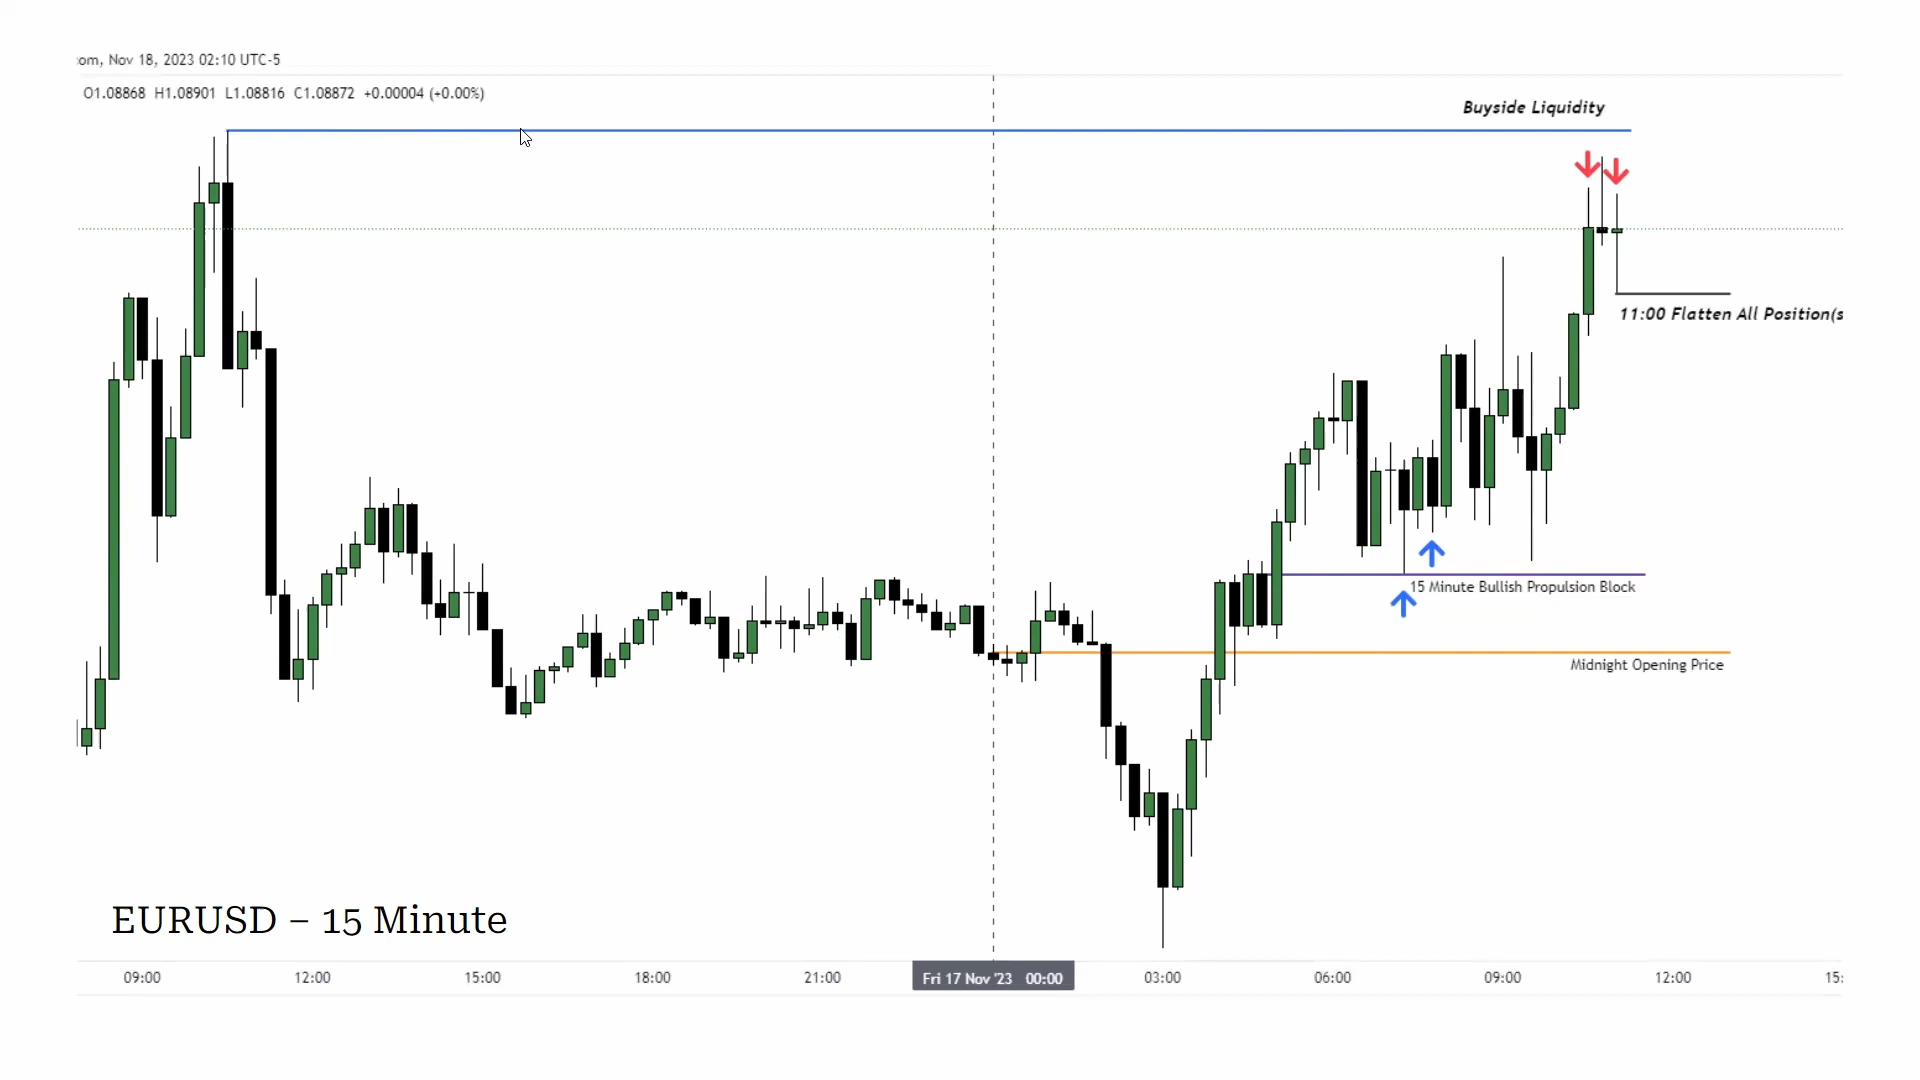 com, Nov 18, 2023 02:10 UTC-5
O1.08868 H1.08901 L1.08816 C1.08872 +0.00004 (+0.00%)
Buyside Liquidity
11:00 Flatten All Position(s
15 Minute Bullish Propulsion Block
Midnight Opening Price
EURUSD – 15 Minute
09:00 12:00 15:00 18:00 21:00 Fri 17 Nov '23 00:00 03:00 06:00 09:00 12:00 15: